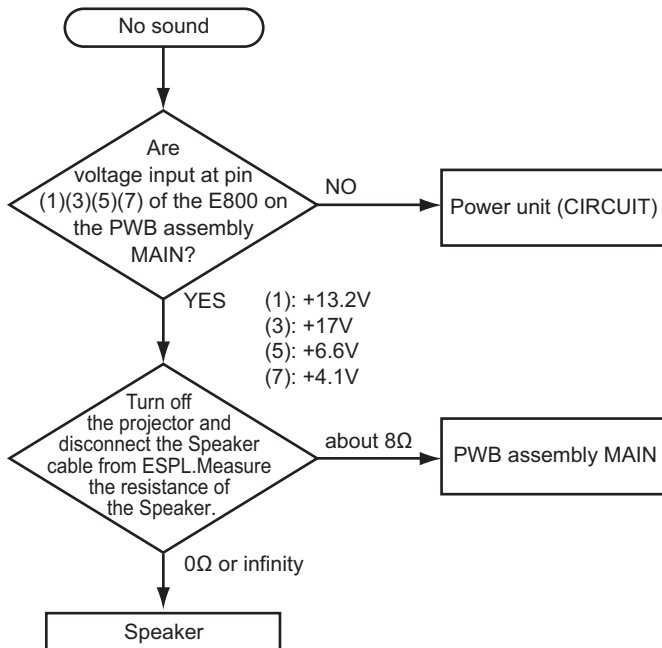 No sound
Are
voltage input at pin
(1)(3)(5)(7) of the E800 on
the PWB assembly
MAIN?
NO
Power unit (CIRCUIT)
YES
(1): +13.2V
(3): +17V
(5): +6.6V
(7): +4.1V
Turn off
the projector and
disconnect the Speaker
cable from ESPL.Measure
the resistance of
the Speaker.
about 8Ω
PWB assembly MAIN
0Ω or infinity
Speaker